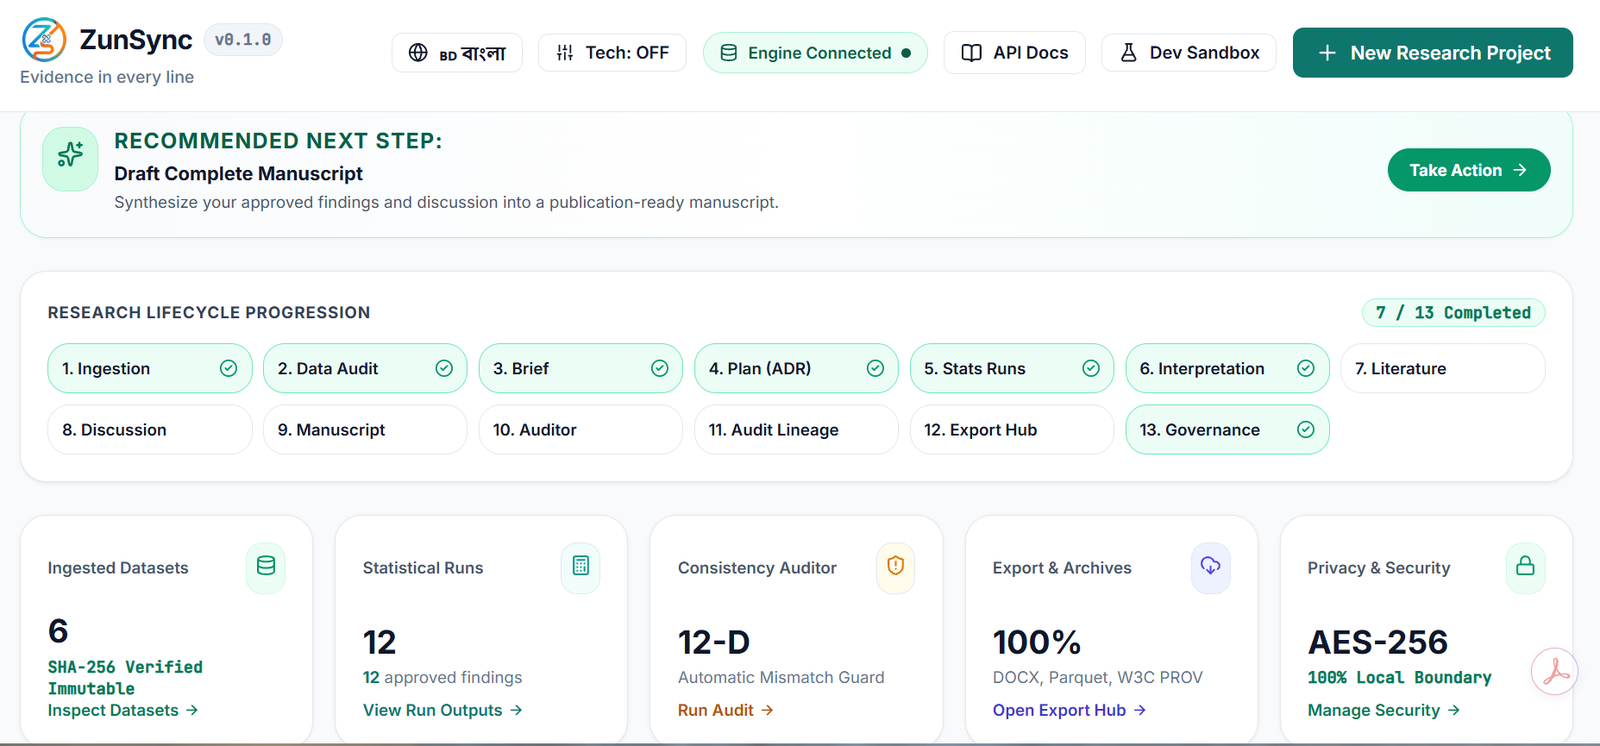 ZunSync v0.1.0
Evidence in every line
BD বাংলা
Tech: OFF
Engine Connected
API Docs
Dev Sandbox
New Research Project
RECOMMENDED NEXT STEP:
Draft Complete Manuscript
Synthesize your approved findings and discussion into a publication-ready manuscript.
Take Action →
RESEARCH LIFECYCLE PROGRESSION
7 / 13 Completed
1. Ingestion
2. Data Audit
3. Brief
4. Plan (ADR)
5. Stats Runs
6. Interpretation
7. Literature
8. Discussion
9. Manuscript
10. Auditor
11. Audit Lineage
12. Export Hub
13. Governance
Ingested Datasets
6
SHA-256 Verified
Immutable
Inspect Datasets →
Statistical Runs
12
12 approved findings
View Run Outputs →
Consistency Auditor
12-D
Automatic Mismatch Guard
Run Audit →
Export & Archives
100%
DOCX, Parquet, W3C PROV
Open Export Hub →
Privacy & Security
AES-256
100% Local Boundary
Manage Security →